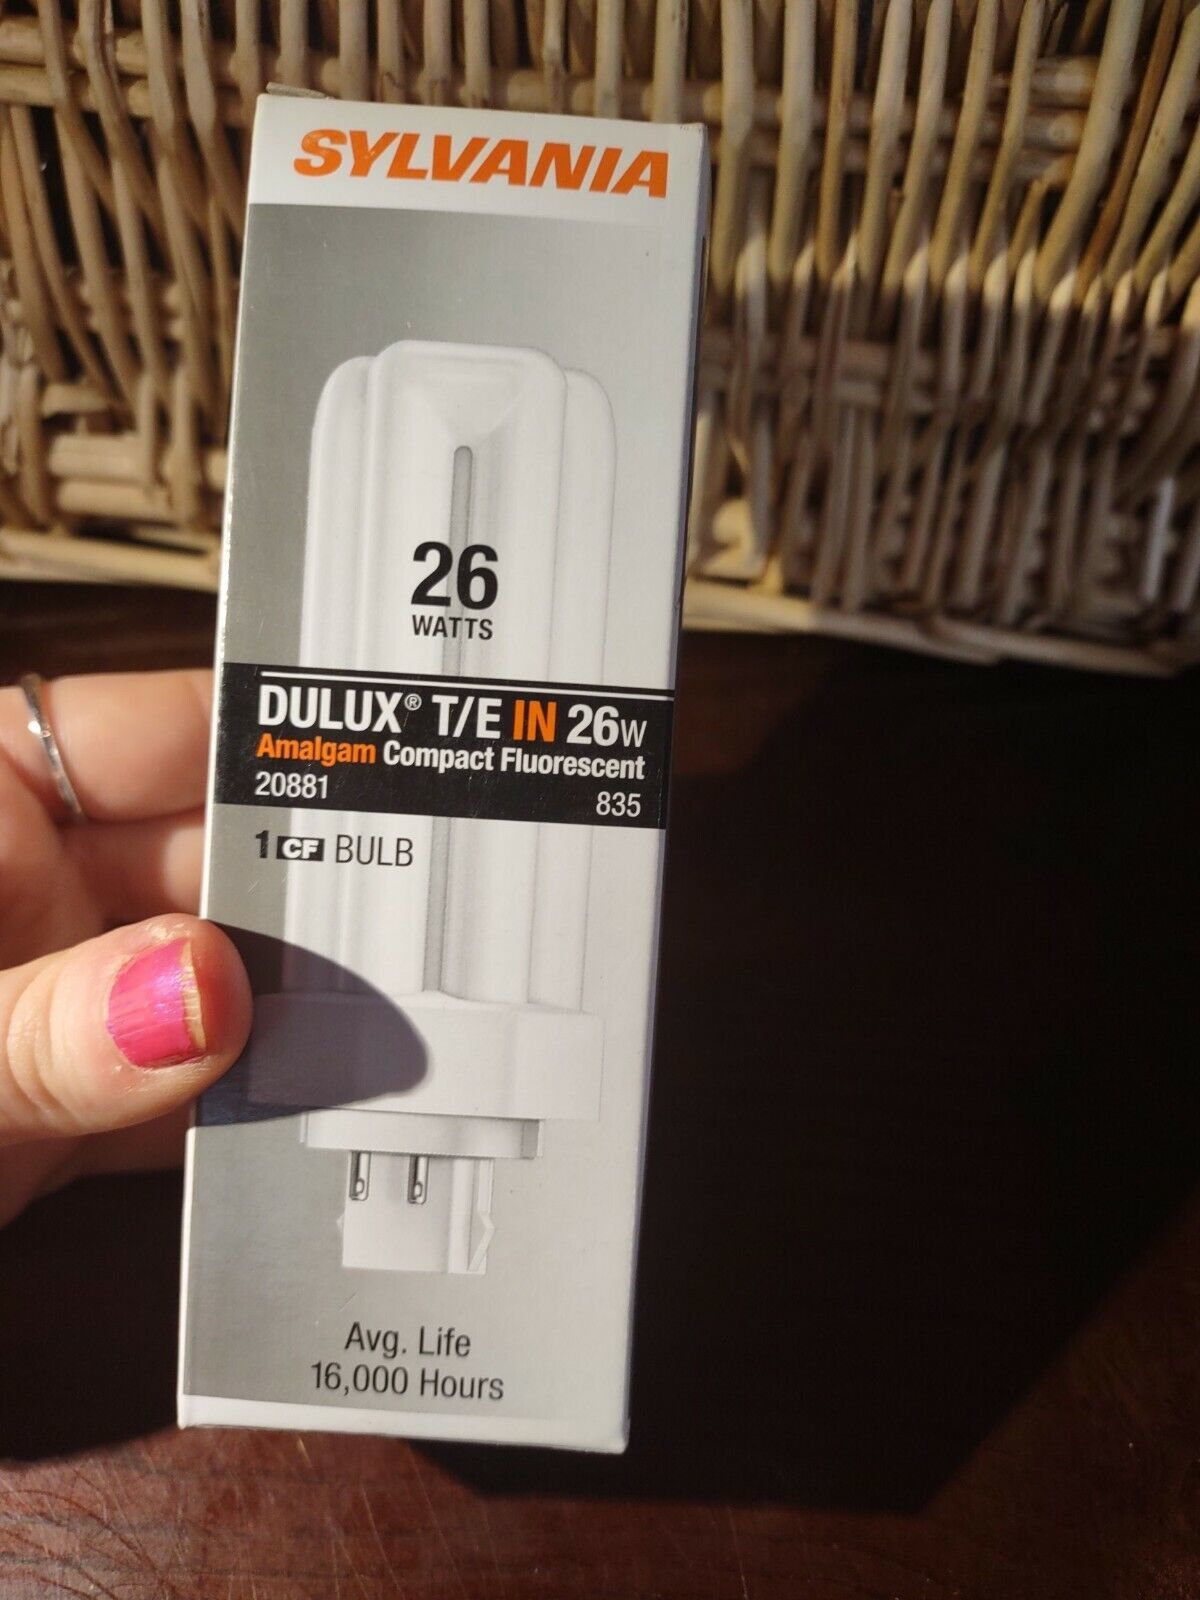 SYLVANIA
26
WATTS
DULUX® T/E IN 26W
Amalgam Compact Fluorescent
20881 835
1 CF BULB
Avg. Life
16,000 Hours